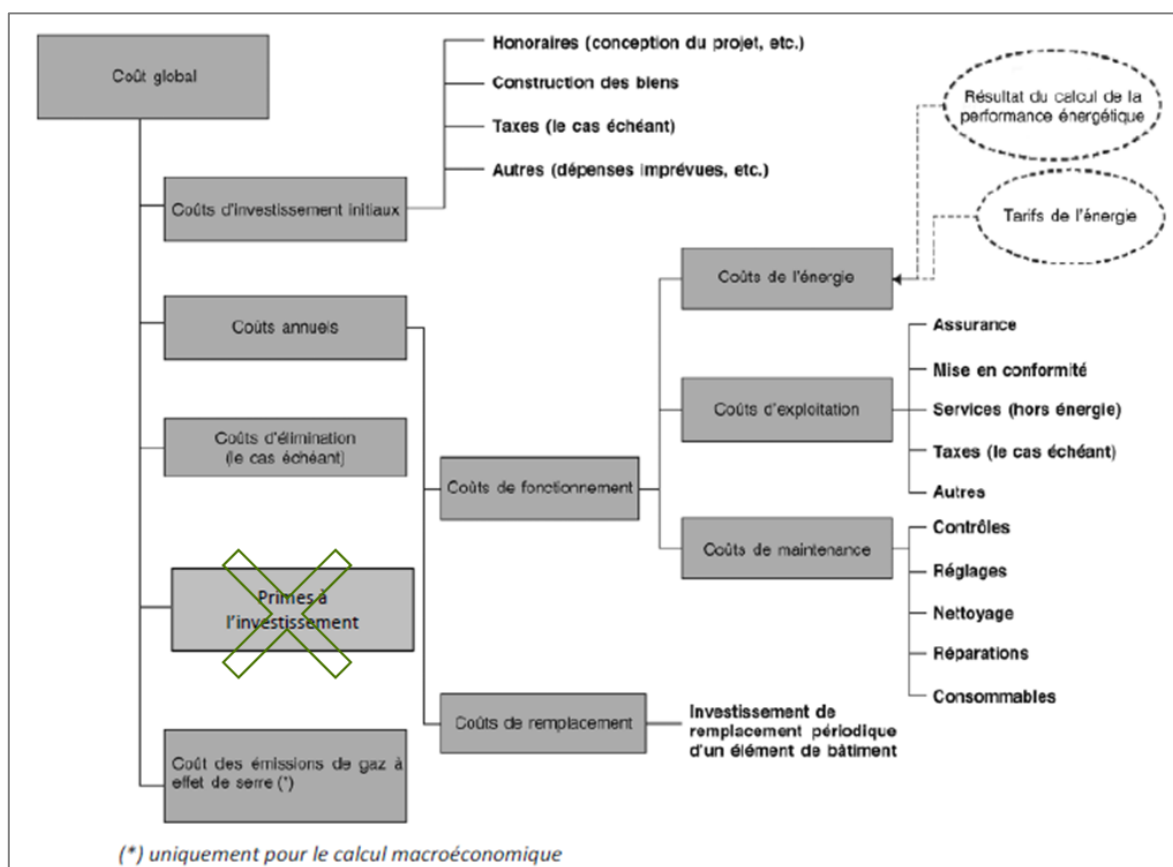 Coût global
Honoraires (conception du projet, etc.)
Construction des biens
Taxes (le cas échéant)
Autres (dépenses imprévues, etc.)
Résultat du calcul de la
performance énergétique
Tarifs de l'énergie
Coûts d'investissement initiaux
Coûts de l'énergie
Coûts annuels
Assurance
Mise en conformité
Coûts d'exploitation
Services (hors énergie)
Taxes (le cas échéant)
Autres
Coûts d'élimination
(le cas échéant)
Coûts de fonctionnement
Coûts de maintenance
Contrôles
Réglages
Nettoyage
Réparations
Consommables
Primes à
l'investissement
Coûts de remplacement
Investissement de
remplacement périodique
d'un élément de bâtiment
Coût des émissions de gaz à
effet de serre (*)
(*) uniquement pour le calcul macroéconomique